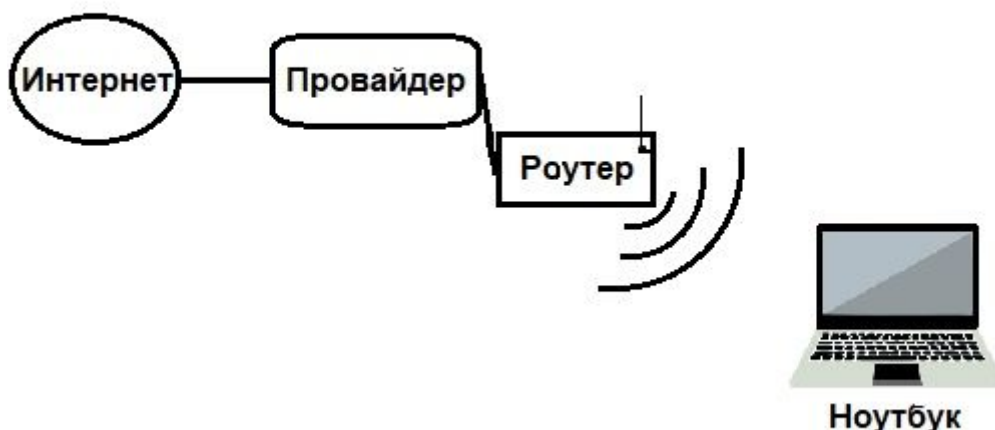 Интернет
Провайдер
Роутер
Ноутбук